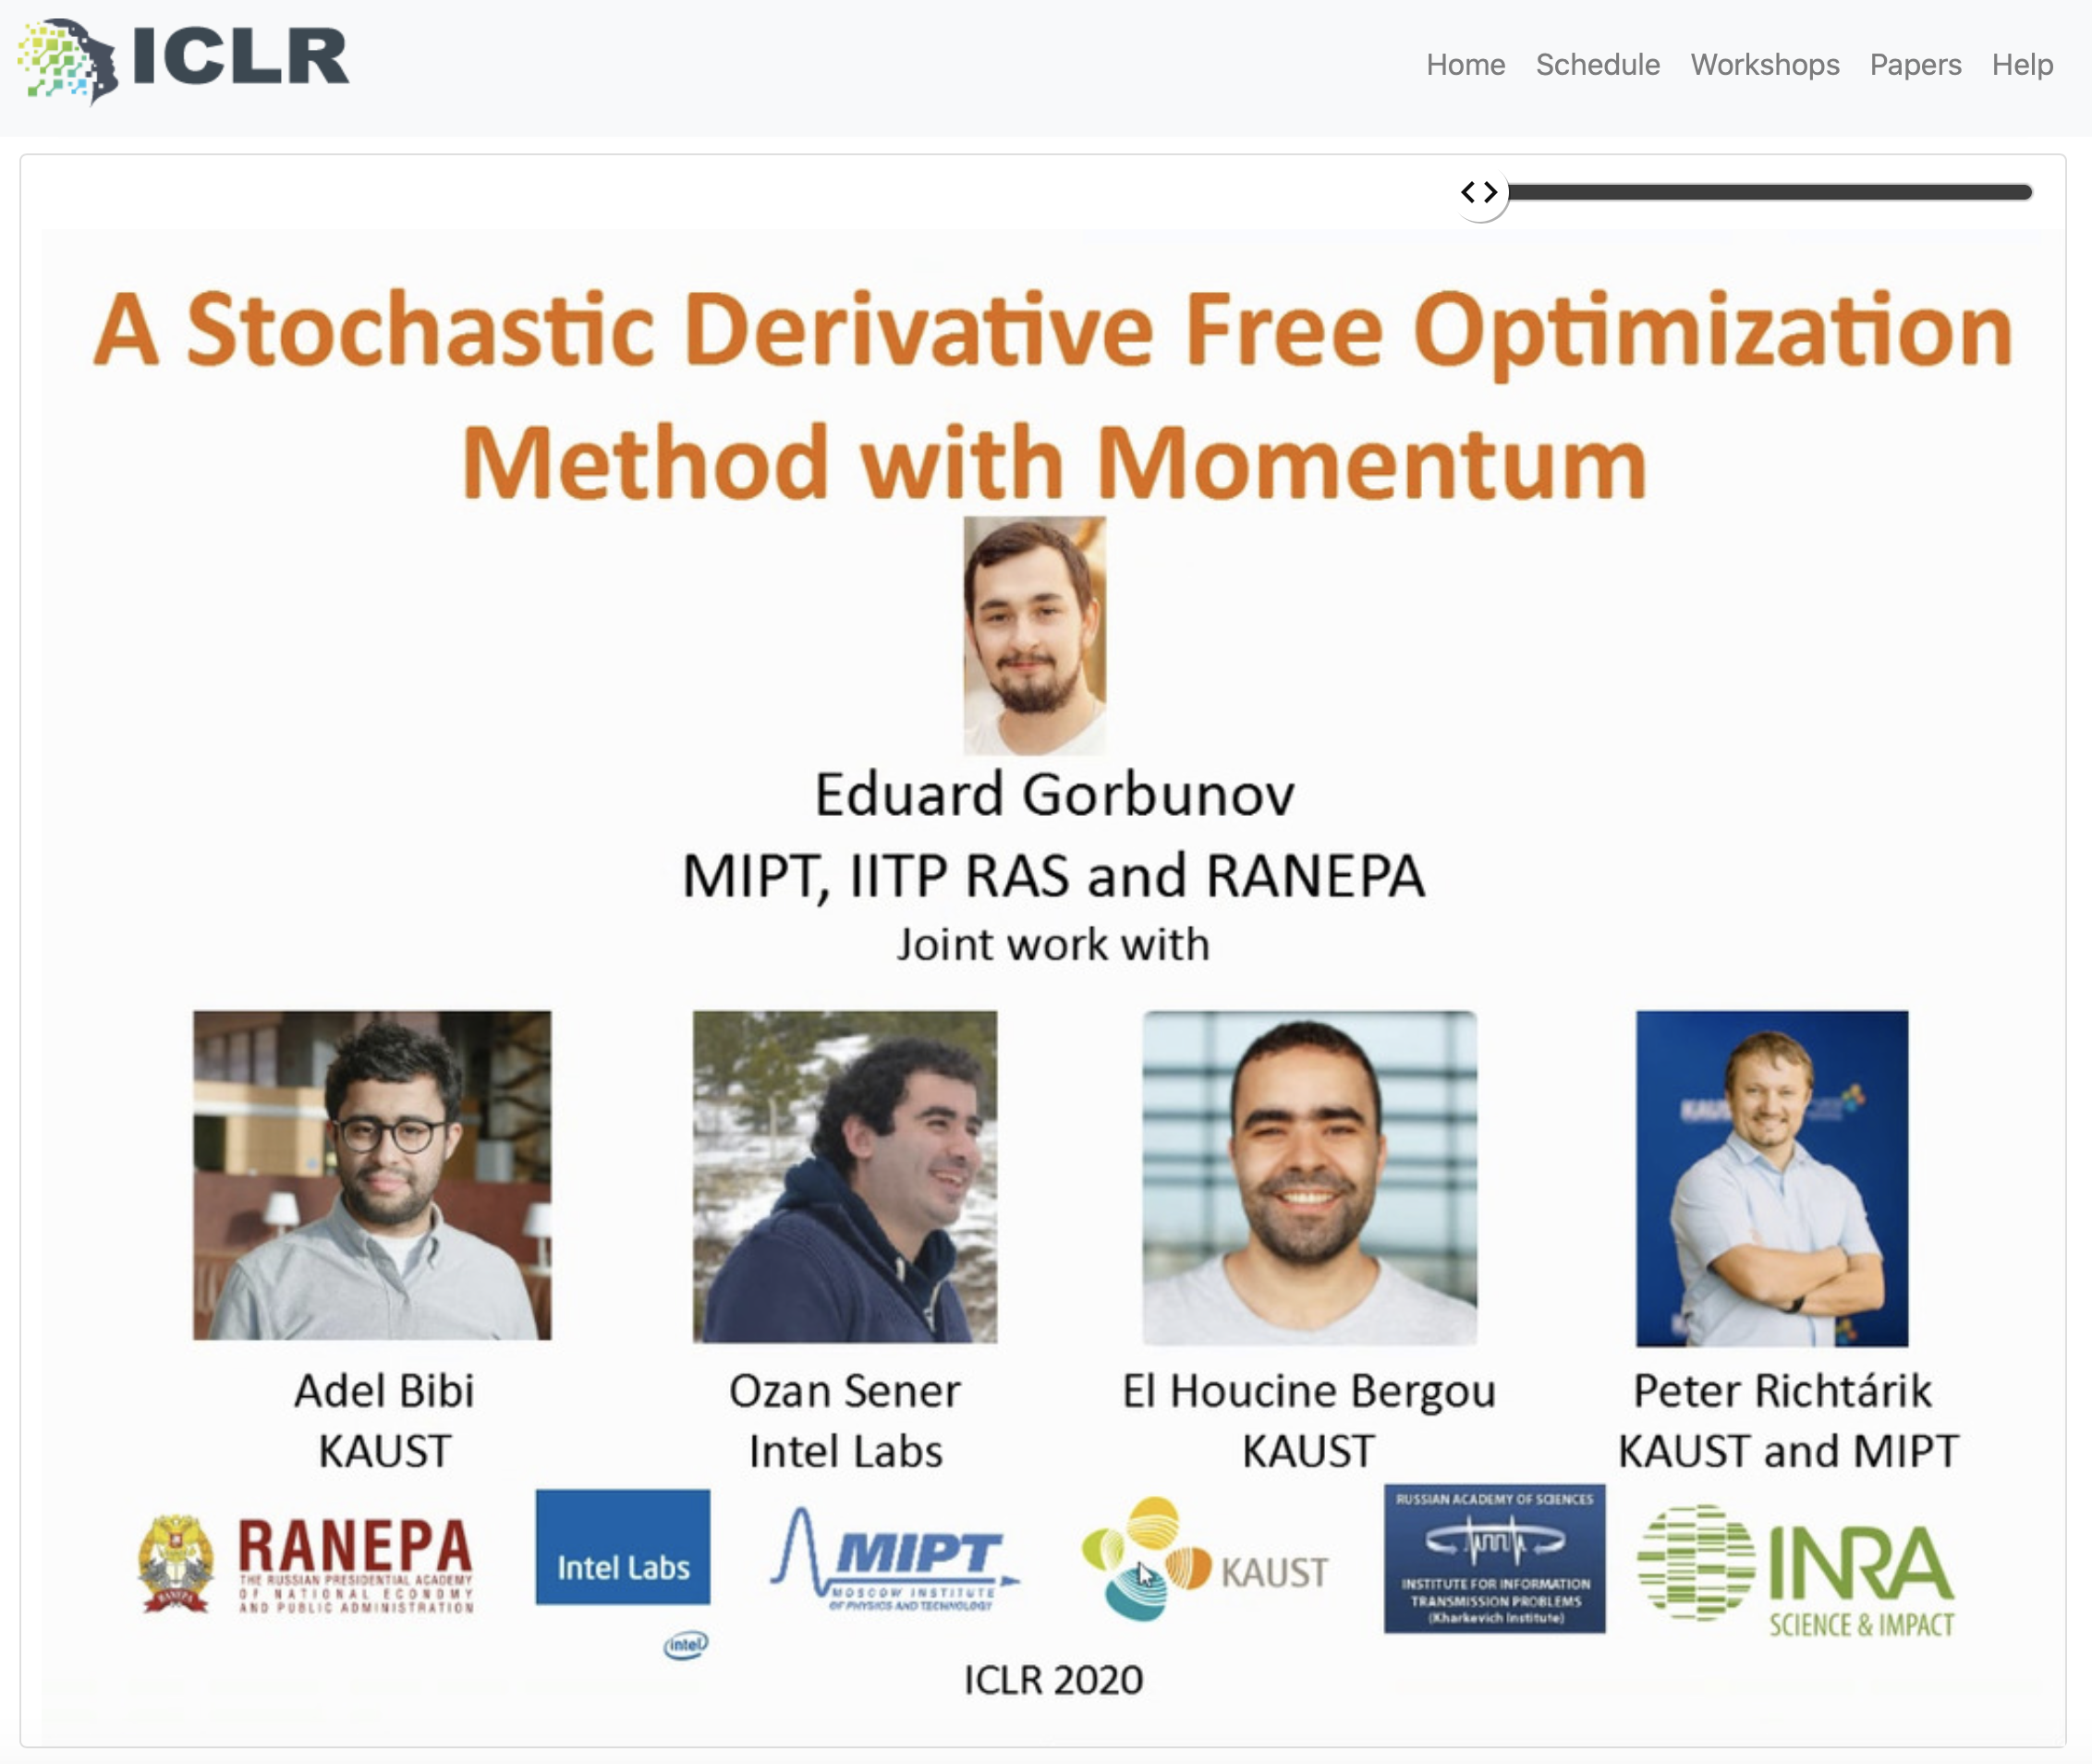 ICLR
Home Schedule Workshops Papers Help
A Stochastic Derivative Free Optimization
Method with Momentum
Eduard Gorbunov
MIPT, IITP RAS and RANEPA
Joint work with
KAUST
Adel Bibi
KAUST
Ozan Sener
Intel Labs
El Houcine Bergou
KAUST
Peter Richtárik
KAUST and MIPT
RANEPA
THE RUSSIAN PRESIDENTIAL ACADEMY
OF NATIONAL ECONOMY
AND PUBLIC ADMINISTRATION
RANEPA
Intel Labs
intel
MIPT
MOSCOW INSTITUTE
OF PHYSICS AND TECHNOLOGY
KAUST
RUSSIAN ACADEMY OF SCIENCES
INSTITUTE FOR INFORMATION
TRANSMISSION PROBLEMS
(Kharkevich Institute)
INRA
SCIENCE & IMPACT
ICLR 2020